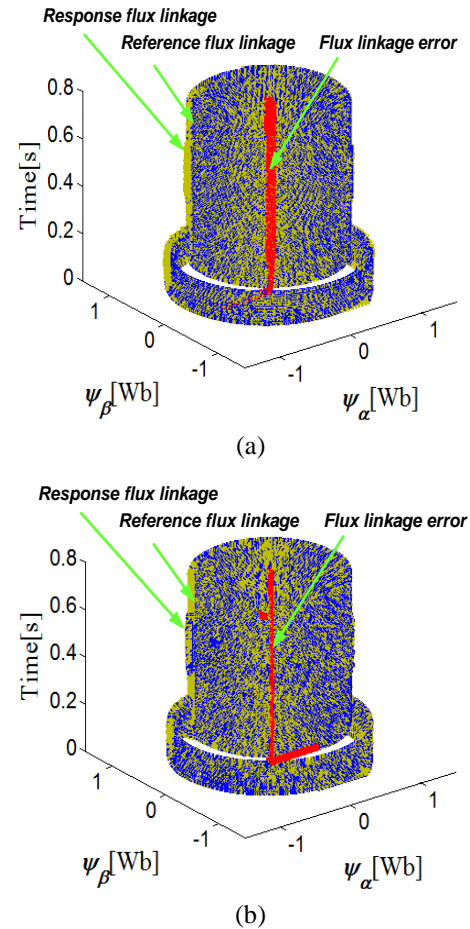 Response flux linkage
Reference flux linkage
Flux linkage error
0.8
0.6
0.4
0.2
0
Time[s]
1
0
-1
-1
0
1
ψβ[Wb]
ψα[Wb]
(a)
Response flux linkage
Reference flux linkage
Flux linkage error
0.8
0.6
0.4
0.2
0
Time[s]
1
0
-1
-1
0
1
ψβ[Wb]
ψα[Wb]
(b)